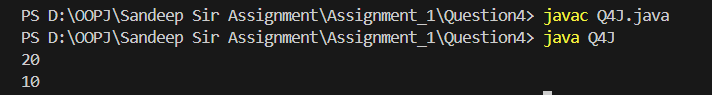 PS D:\OOPJ\Sandeep Sir Assignment\Assignment_1\Question4> javac Q4J.java
PS D:\OOPJ\Sandeep Sir Assignment\Assignment_1\Question4> java Q4J
20
10